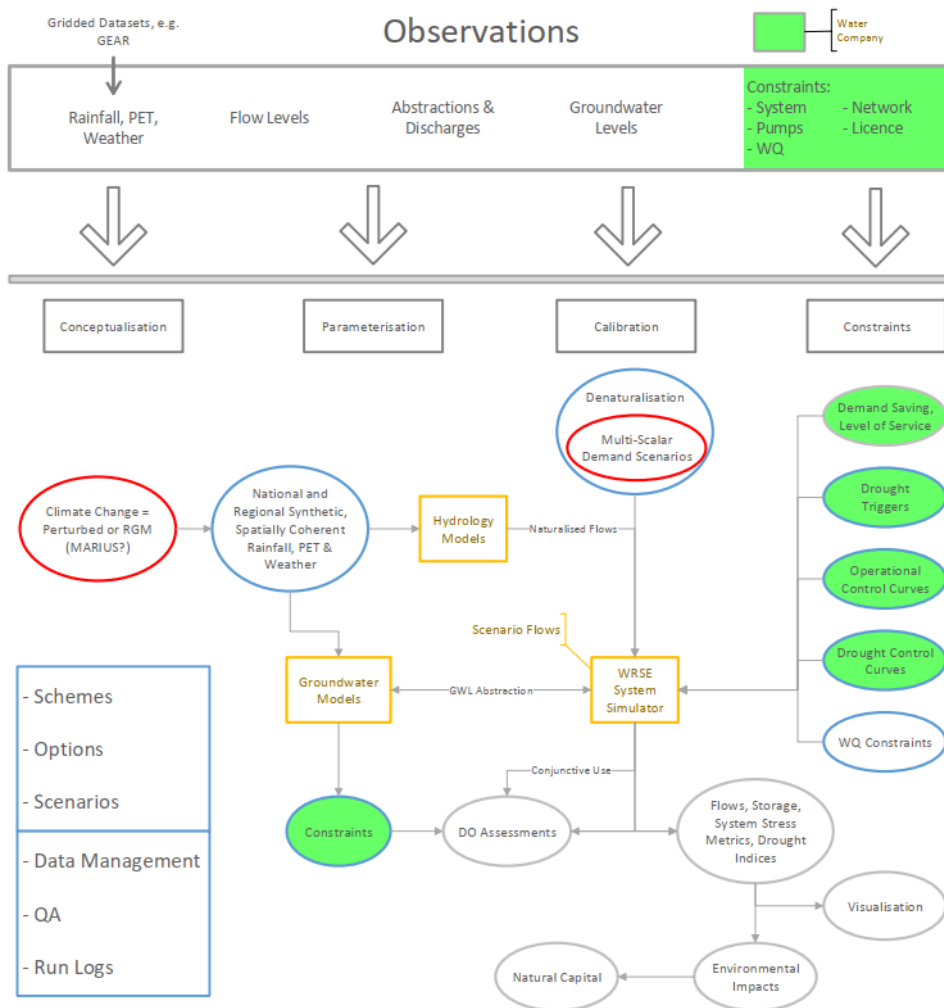 Gridded Datasets, e.g.
GEAR
Observations
Water
Company
Rainfall, PET,
Weather
Flow Levels
Abstractions &
Discharges
Groundwater
Levels
Constraints:
- System
- Network
- Pumps
- Licence
- WQ
Conceptualisation
Parameterisation
Calibration
Constraints
Denaturalisation
Multi-Scalar
Demand Scenarios
Demand Saving,
Level of Service
Drought
Triggers
Operational
Control Curves
Drought Control
Curves
WQ Constraints
Climate Change =
Perturbed or RGM
(MARIUS?)
National and
Regional Synthetic,
Spatially Coherent
Rainfall, PET &
Weather
Hydrology
Models
Naturalised Flows
Scenario Flows
Groundwater
Models
GWL Abstraction
WRSE
System
Simulator
Conjunctive Use
Constraints
DO Assessments
Flows, Storage,
System Stress
Metrics, Drought
Indices
Visualisation
Environmental
Impacts
Natural Capital
- Schemes
- Options
- Scenarios
- Data Management
- QA
- Run Logs